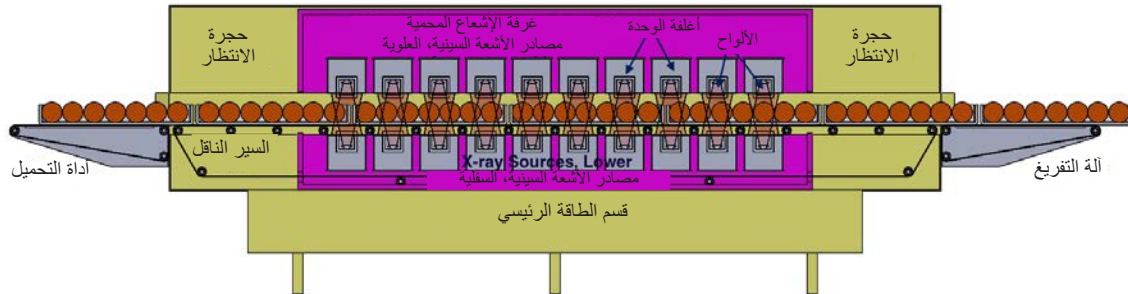 غرفة الإشعاع المحمية
مصادر الأشعة السينية، العلوية
أغلفة الوحدة
الألواح
حجرة
الانتظار
حجرة
الانتظار
السير الناقل
أداة التحميل
X-ray Sources, Lower
مصادر الأشعة السينية، السفلية
آلة التفريغ
قسم الطاقة الرئيسي